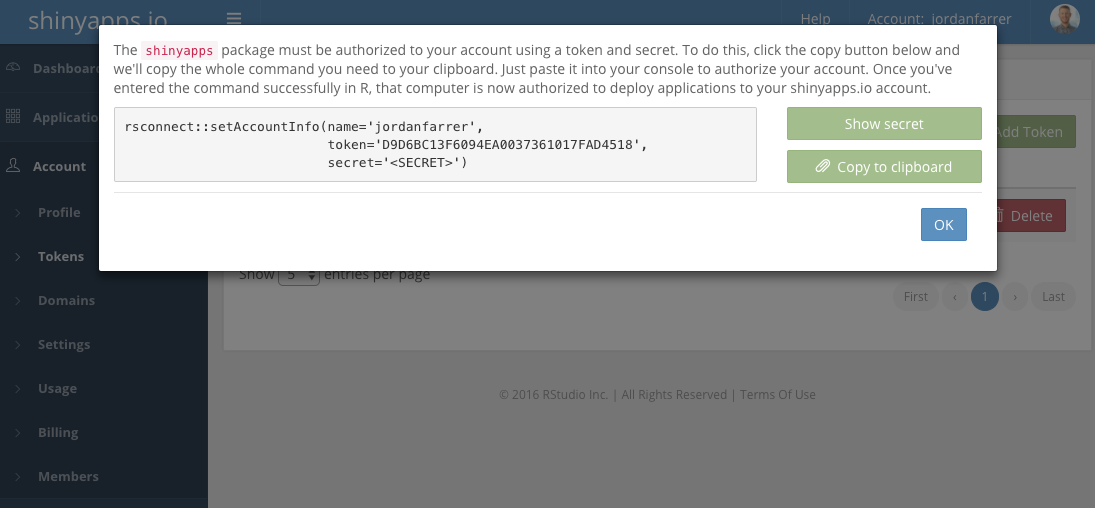 shinyapps.io
Help
Account: jordanfarrer
The shinyapps package must be authorized to your account using a token and secret. To do this, click the copy button below and
we'll copy the whole command you need to your clipboard. Just paste it into your console to authorize your account. Once you've
entered the command successfully in R, that computer is now authorized to deploy applications to your shinyapps.io account.
rsconnect::setAccountInfo(name='jordanfarrer',
token='D9D6BC13F6094EA0037361017FAD4518',
secret='<SECRET>')
Show secret
Copy to clipboard
OK
Dashboar
Applicatio
Account
Profile
Tokens
Domains
Settings
Usage
Billing
Members
Add Token
Delete
Show 5 entries per page
First ‹ 1 › Last
© 2016 RStudio Inc. | All Rights Reserved | Terms Of Use